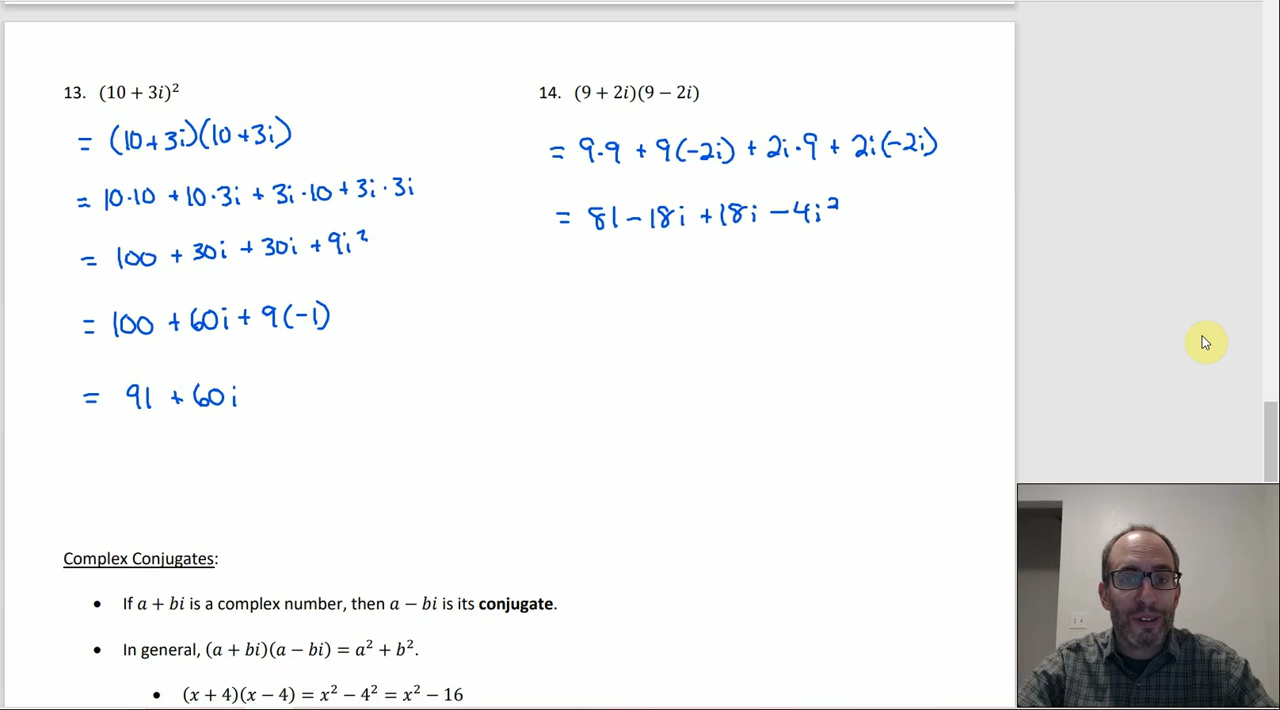 13. (10 + 3i)²
= (10+3i)(10+3i)
= 10·10 + 10·3i + 3i·10 + 3i·3i
= 100 + 30i + 30i + 9i²
= 100 + 60i + 9(-1)
= 91 + 60i
14. (9 + 2i)(9 − 2i)
= 9·9 + 9(-2i) + 2i·9 + 2i(-2i)
= 81 - 18i + 18i - 4i²
Complex Conjugates:
• If a + bi is a complex number, then a − bi is its conjugate.
• In general, (a + bi)(a − bi) = a² + b².
• (x + 4)(x − 4) = x² − 4² = x² − 16